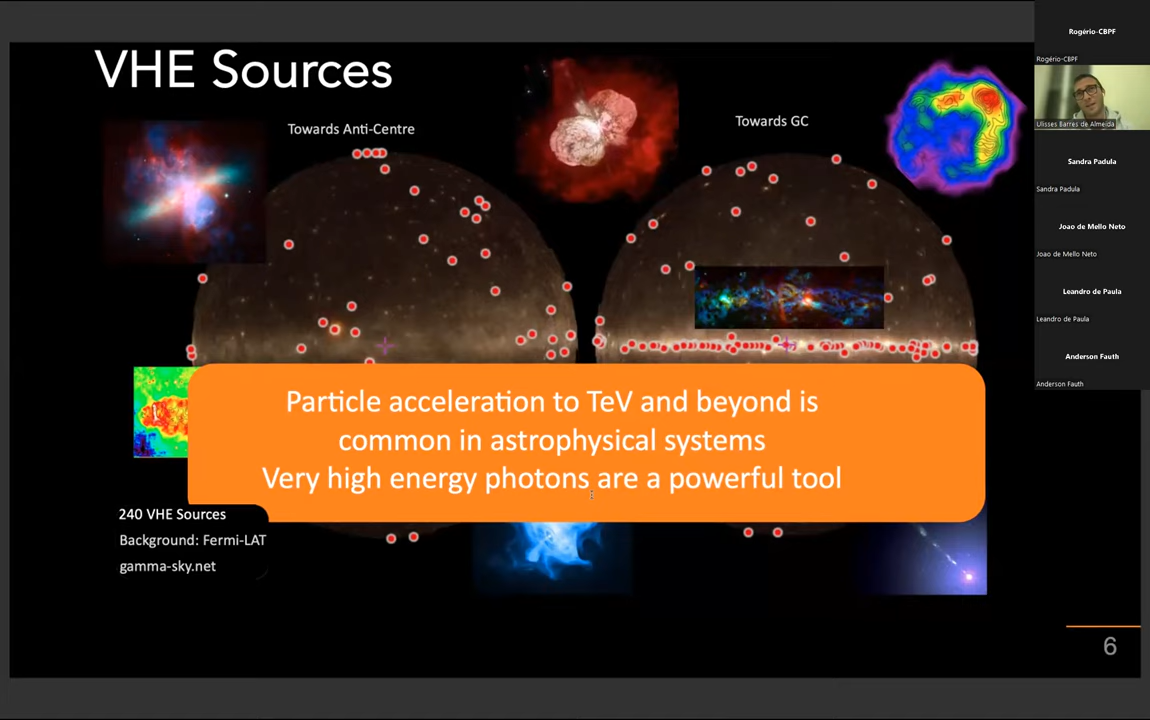 VHE Sources
Towards Anti-Centre
Towards GC
Particle acceleration to TeV and beyond is
common in astrophysical systems
Very high energy photons are a powerful tool
240 VHE Sources
Background: Fermi-LAT
gamma-sky.net
6
Rogério-CBPF
Rogério-CBPF
Ulisses Barres de Almeida
Sandra Padula
Sandra Padula
Joao de Mello Neto
Joao de Mello Neto
Leandro de Paula
Leandro de Paula
Anderson Fauth
Anderson Fauth